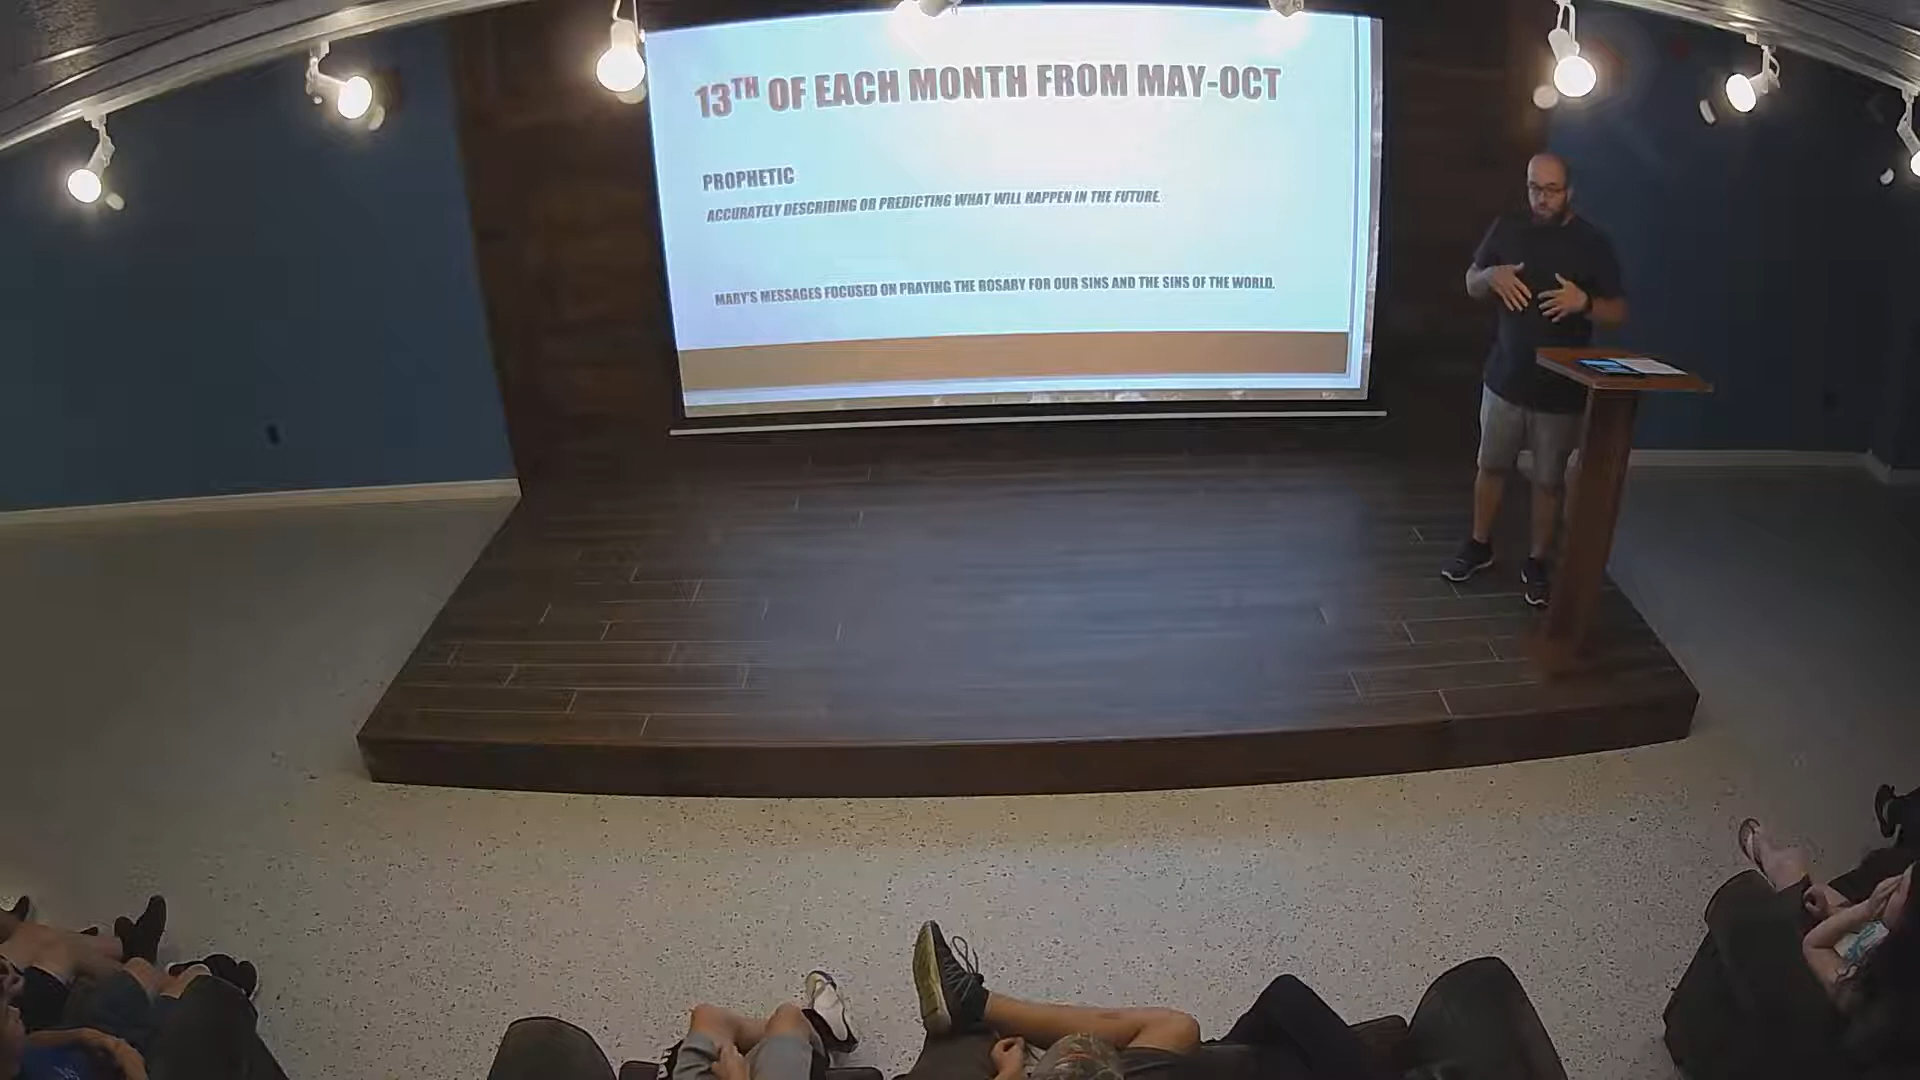 13TH OF EACH MONTH FROM MAY-OCT
PROPHETIC
ACCURATELY DESCRIBING OR PREDICTING WHAT WILL HAPPEN IN THE FUTURE.
MARY'S MESSAGES FOCUSED ON PRAYING THE ROSARY FOR OUR SINS AND THE SINS OF THE WORLD.